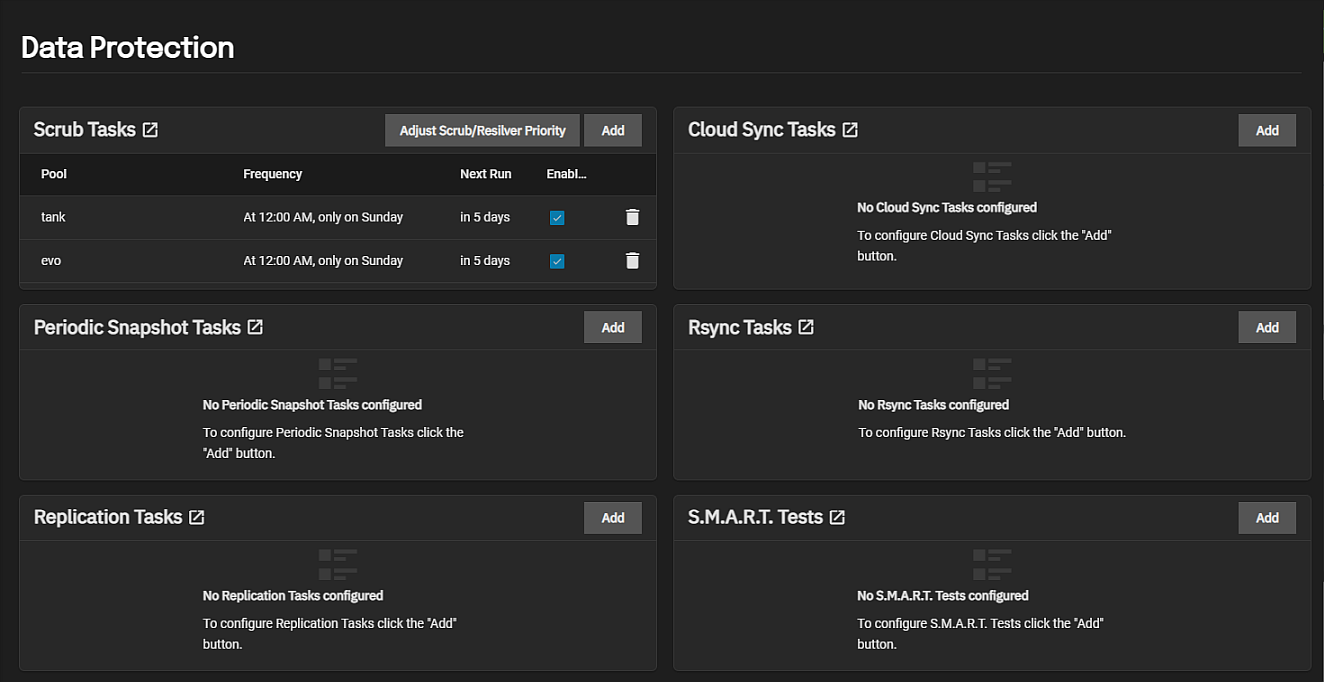 Data Protection
Scrub Tasks
Adjust Scrub/Resilver Priority
Add
Pool Frequency Next Run Enabl...
tank At 12:00 AM, only on Sunday in 5 days
evo At 12:00 AM, only on Sunday in 5 days
Cloud Sync Tasks
Add
No Cloud Sync Tasks configured
To configure Cloud Sync Tasks click the "Add"
button.
Periodic Snapshot Tasks
Add
No Periodic Snapshot Tasks configured
To configure Periodic Snapshot Tasks click the
"Add" button.
Rsync Tasks
Add
No Rsync Tasks configured
To configure Rsync Tasks click the "Add" button.
Replication Tasks
Add
No Replication Tasks configured
To configure Replication Tasks click the "Add"
button.
S.M.A.R.T. Tests
Add
No S.M.A.R.T. Tests configured
To configure S.M.A.R.T. Tests click the "Add"
button.